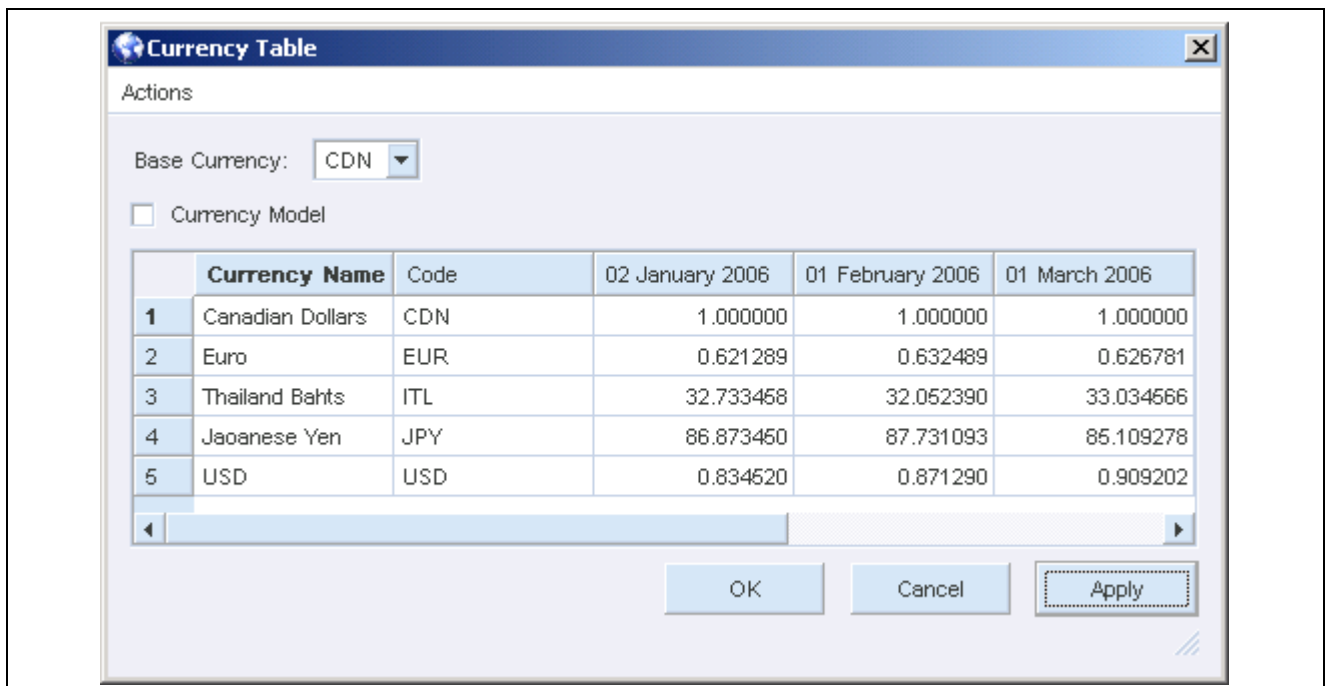 Currency Table
Actions
Base Currency: CDN
Currency Model
Currency Name Code 02 January 2006 01 February 2006 01 March 2006
1 Canadian Dollars CDN 1.000000 1.000000 1.000000
2 Euro EUR 0.621289 0.632489 0.626781
3 Thailand Bahts ITL 32.733458 32.052390 33.034566
4 Jaoanese Yen JPY 86.873450 87.731093 85.109278
5 USD USD 0.834520 0.871290 0.909202
OK Cancel Apply